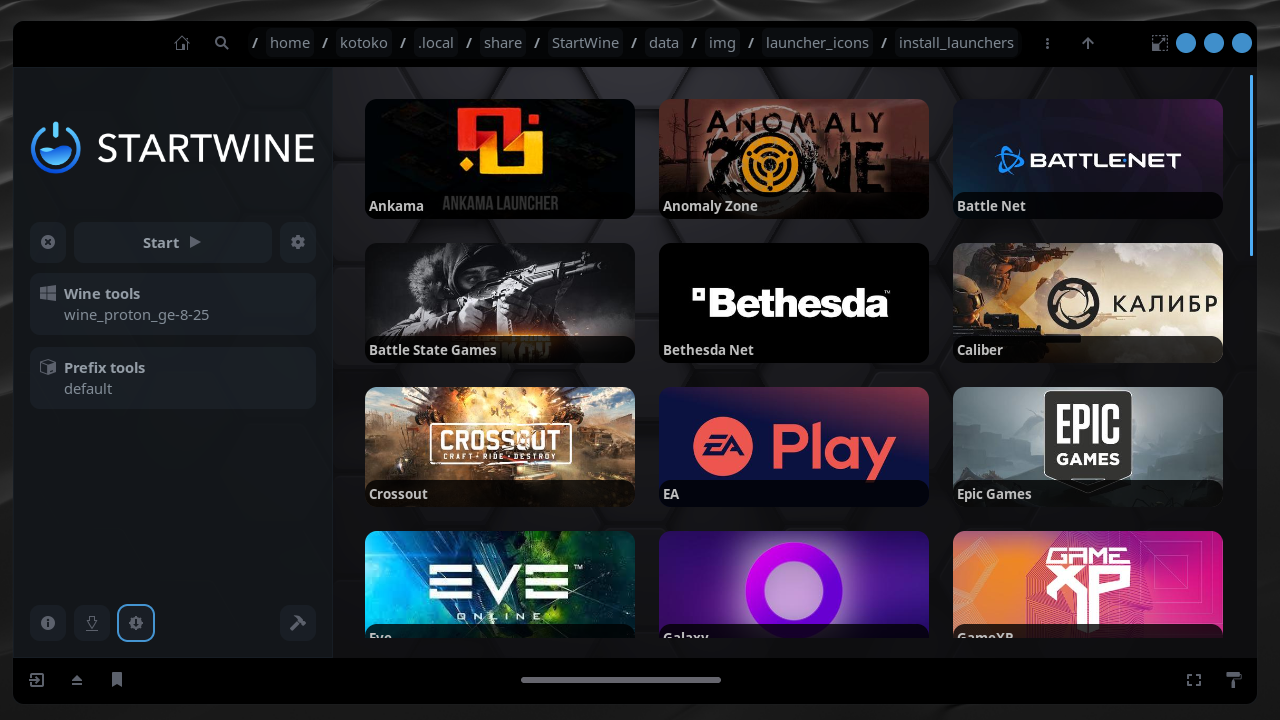 / home / kotoko / .local / share / StartWine / data / img / launcher_icons / install_launchers
STARTWINE
Start
Wine tools
wine_proton_ge-8-25
Prefix tools
default
ANKAMA LAUNCHER
Ankama
ANOMALY
ZONE
Anomaly Zone
BATTLE.NET
Battle Net
Battle State Games
Bethesda™
Bethesda Net
КАЛИБР
Caliber
CROSSOUT
CRAFT • RIDE • DESTROY
Crossout
EA Play
EA
EPIC
GAMES
Epic Games
EVE™
ONLINE
Eve
Galaxy
GAME
XP
GameXP